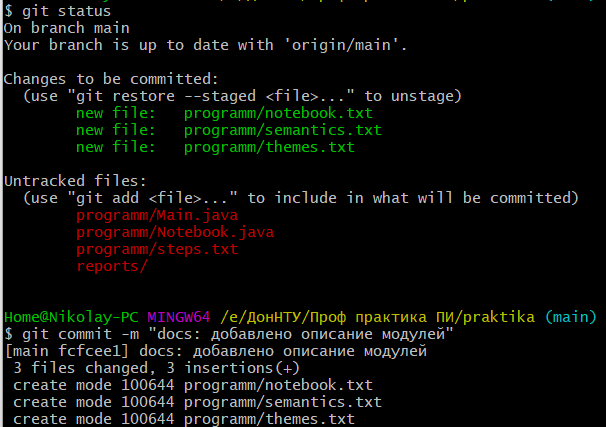 $ git status
On branch main
Your branch is up to date with 'origin/main'.
Changes to be committed:
(use "git restore --staged <file>..." to unstage)
new file: programm/notebook.txt
new file: programm/semantics.txt
new file: programm/themes.txt
Untracked files:
(use "git add <file>..." to include in what will be committed)
programm/Main.java
programm/Notebook.java
programm/steps.txt
reports/
Home@Nikolay-PC MINGW64 /e/ДонНТУ/Проф практика ПИ/praktika (main)
$ git commit -m "docs: добавлено описание модулей"
[main fcfcee1] docs: добавлено описание модулей
3 files changed, 3 insertions(+)
create mode 100644 programm/notebook.txt
create mode 100644 programm/semantics.txt
create mode 100644 programm/themes.txt